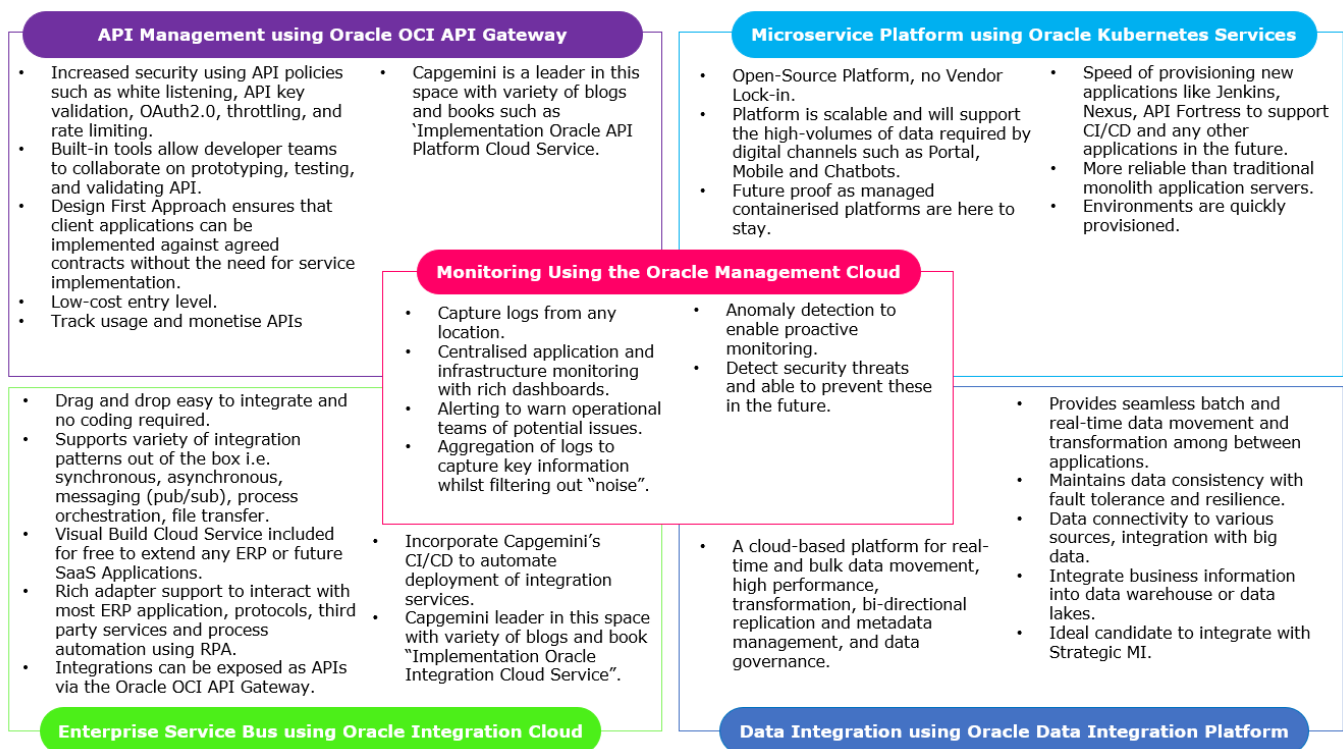 API Management using Oracle OCI API Gateway
• Increased security using API policies
such as white listening, API key
validation, OAuth2.0, throttling, and
rate limiting.
• Built-in tools allow developer teams
to collaborate on prototyping, testing,
and validating API.
• Design First Approach ensures that
client applications can be
implemented against agreed
contracts without the need for service
implementation.
• Low-cost entry level.
• Track usage and monetise APIs
• Capgemini is a leader in this
space with variety of blogs
and books such as
‘Implementation Oracle API
Platform Cloud Service.
Microservice Platform using Oracle Kubernetes Services
• Open-Source Platform, no Vendor
Lock-in.
• Platform is scalable and will support
the high-volumes of data required by
digital channels such as Portal,
Mobile and Chatbots.
• Future proof as managed
containerised platforms are here to
stay.
• Speed of provisioning new
applications like Jenkins,
Nexus, API Fortress to support
CI/CD and any other
applications in the future.
• More reliable than traditional
monolith application servers.
• Environments are quickly
provisioned.
Monitoring Using the Oracle Management Cloud
• Capture logs from any
location.
• Centralised application and
infrastructure monitoring
with rich dashboards.
• Alerting to warn operational
teams of potential issues.
• Aggregation of logs to
capture key information
whilst filtering out “noise”.
• Anomaly detection to
enable proactive
monitoring.
• Detect security threats
and able to prevent these
in the future.
• Drag and drop easy to integrate and
no coding required.
• Supports variety of integration
patterns out of the box i.e.
synchronous, asynchronous,
messaging (pub/sub), process
orchestration, file transfer.
• Visual Build Cloud Service included
for free to extend any ERP or future
SaaS Applications.
• Rich adapter support to interact with
most ERP application, protocols, third
party services and process
automation using RPA.
• Integrations can be exposed as APIs
via the Oracle OCI API Gateway.
• Incorporate Capgemini’s
CI/CD to automate
deployment of integration
services.
• Capgemini leader in this space
with variety of blogs and book
“Implementation Oracle
Integration Cloud Service”.
Enterprise Service Bus using Oracle Integration Cloud
• A cloud-based platform for real-
time and bulk data movement,
high performance,
transformation, bi-directional
replication and metadata
management, and data
governance.
• Provides seamless batch and
real-time data movement and
transformation among between
applications.
• Maintains data consistency with
fault tolerance and resilience.
• Data connectivity to various
sources, integration with big
data.
• Integrate business information
into data warehouse or data
lakes.
• Ideal candidate to integrate with
Strategic MI.
Data Integration using Oracle Data Integration Platform